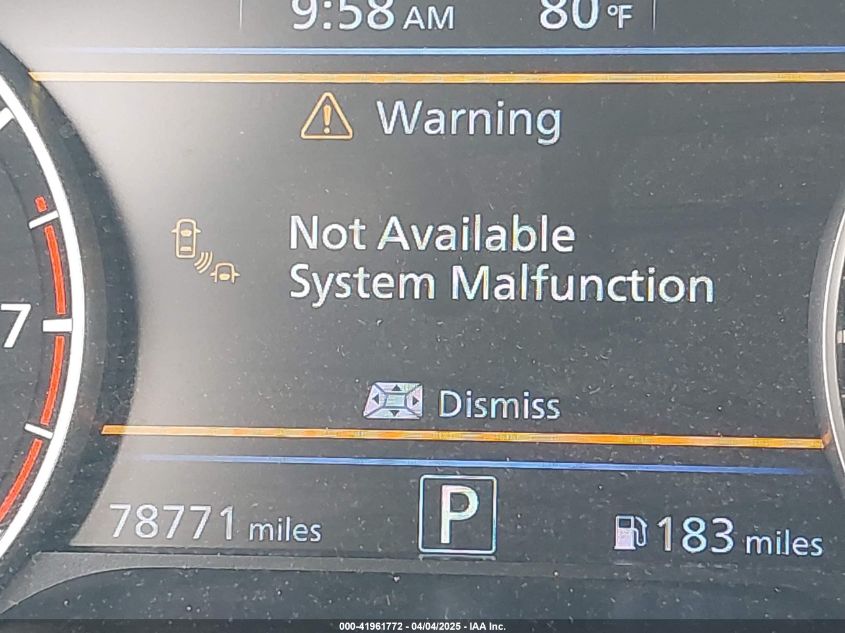 9:58 AM 80°F
Warning
Not Available
System Malfunction
7
Dismiss
78771 miles P 183 miles
000-41961772 - 04/04/2025 - IAA Inc.